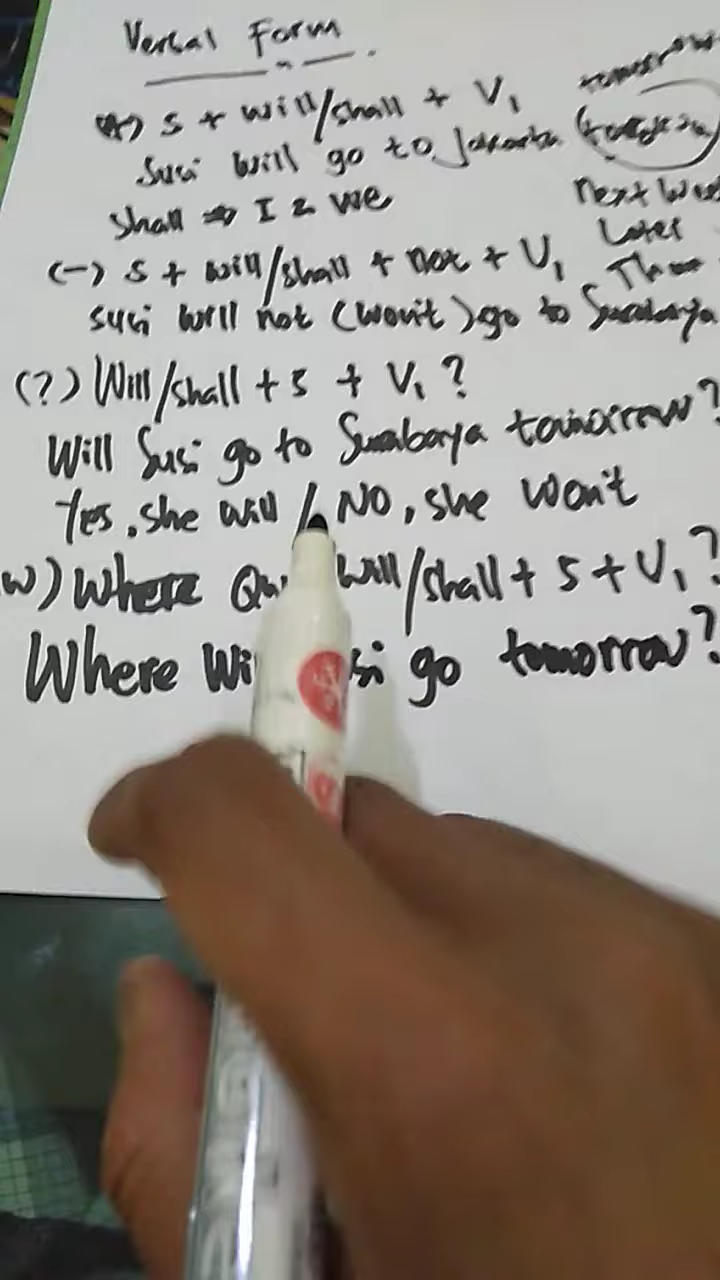 Verbal Form
(+) S + will/shall + V1
Susi will go to Jakarta
Shall ⇒ I & We
(-) S + will/shall + not + V1
Susi will not (won't) go to Surabaya
(?) Will/shall + S + V1?
Will Susi go to Surabaya tomorrow?
Yes, she will / No, she won't
W) Where will/shall + S + V1?
Where go tomorrow?
tomorrow
Next
Later